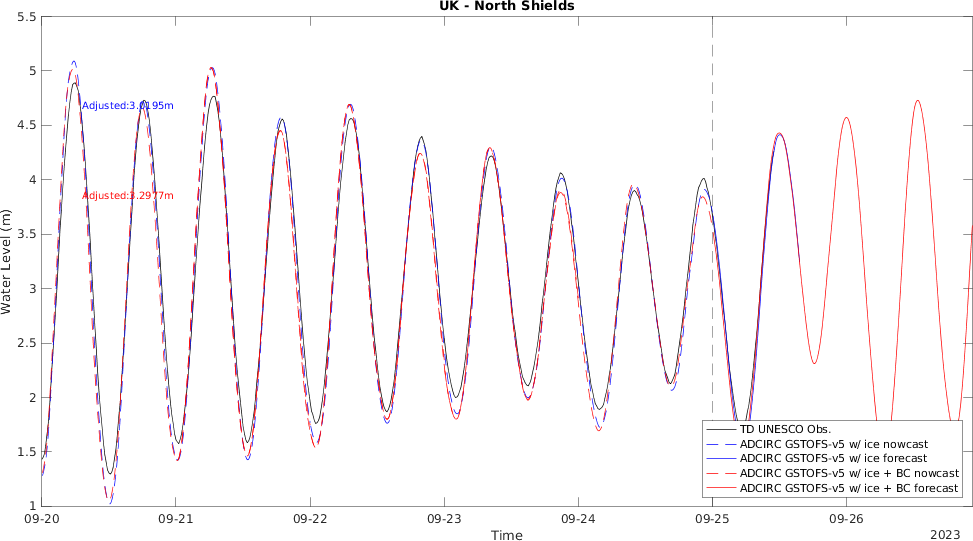 UK - North Shields
5.5
5
4.5
4
3.5
3
2.5
2
1.5
1
Water Level (m)
Adjusted:3.0195m
Adjusted:3.2977m
TD UNESCO Obs.
ADCIRC GSTOFS-v5 w/ ice nowcast
ADCIRC GSTOFS-v5 w/ ice forecast
ADCIRC GSTOFS-v5 w/ ice + BC nowcast
ADCIRC GSTOFS-v5 w/ ice + BC forecast
09-20 09-21 09-22 09-23 09-24 09-25 09-26
Time
2023